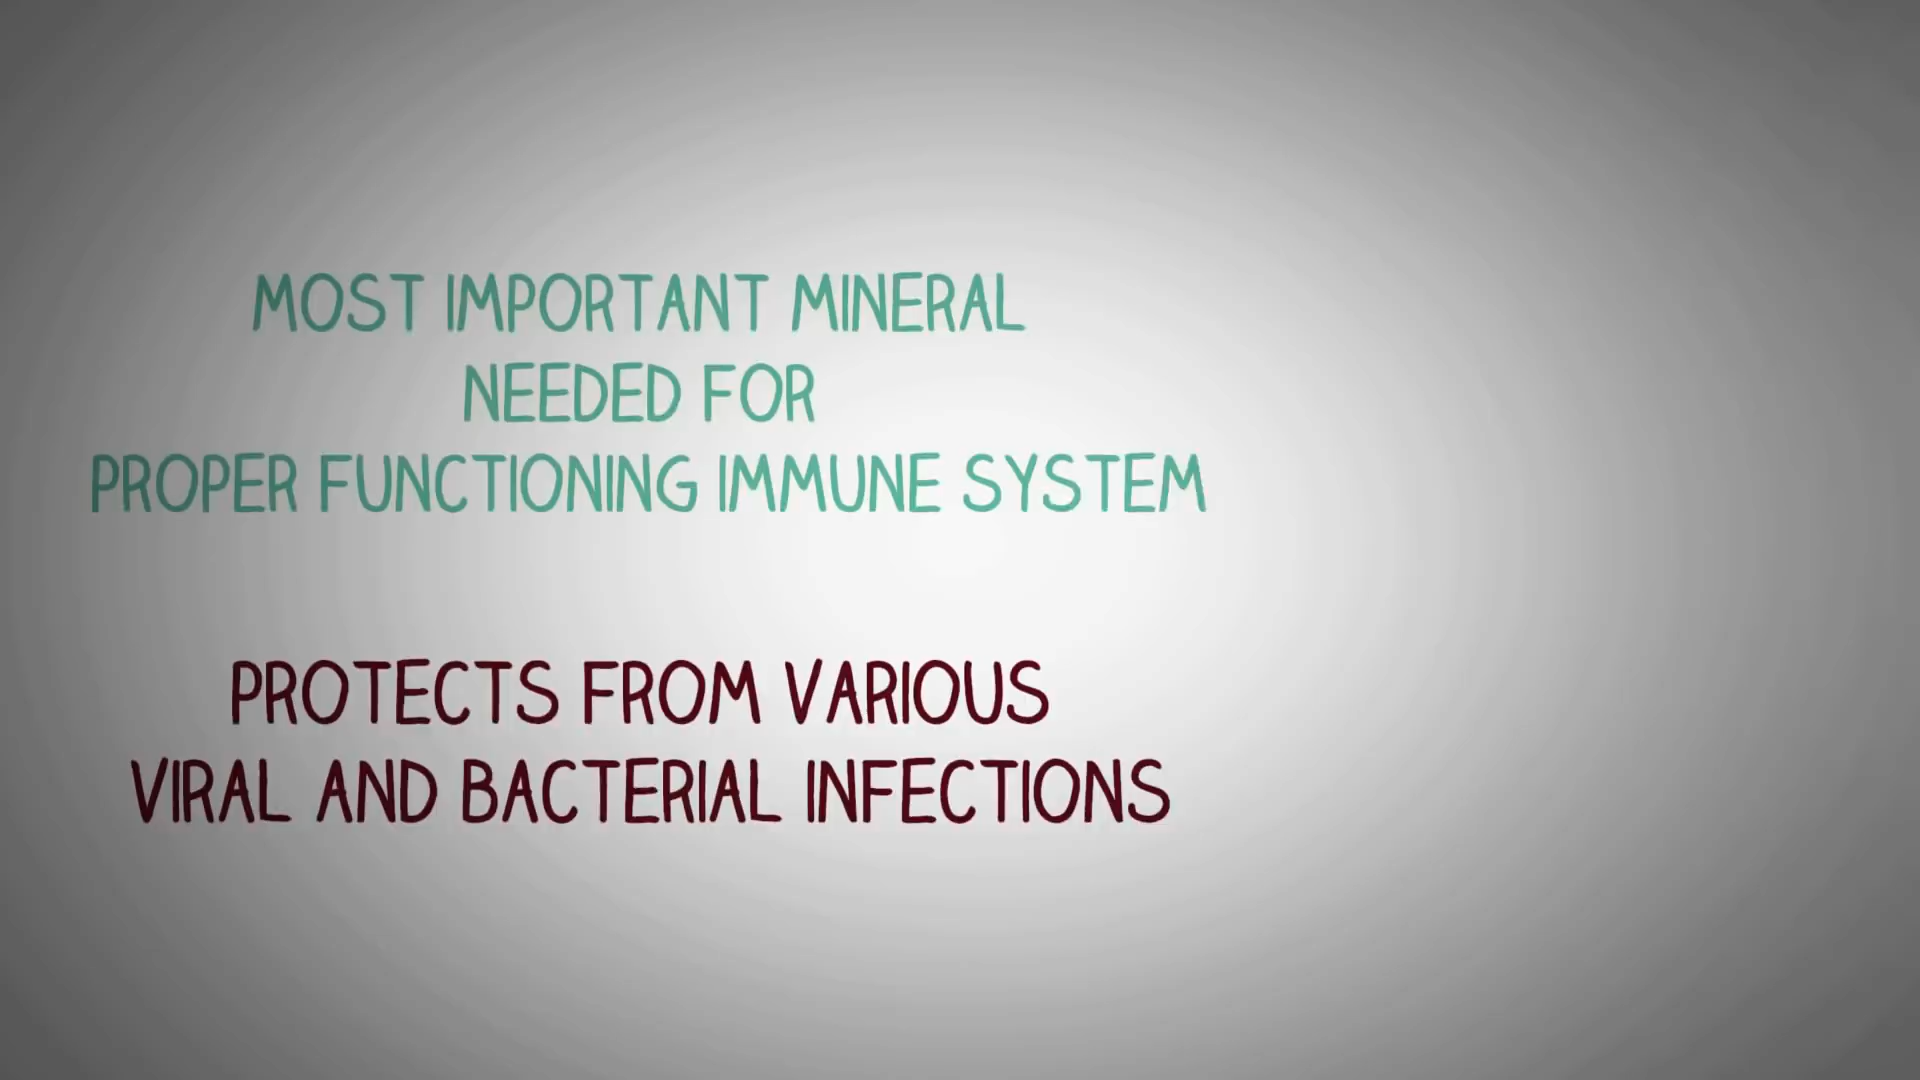 MOST IMPORTANT MINERAL
NEEDED FOR
PROPER FUNCTIONING IMMUNE SYSTEM
PROTECTS FROM VARIOUS
VIRAL AND BACTERIAL INFECTIONS